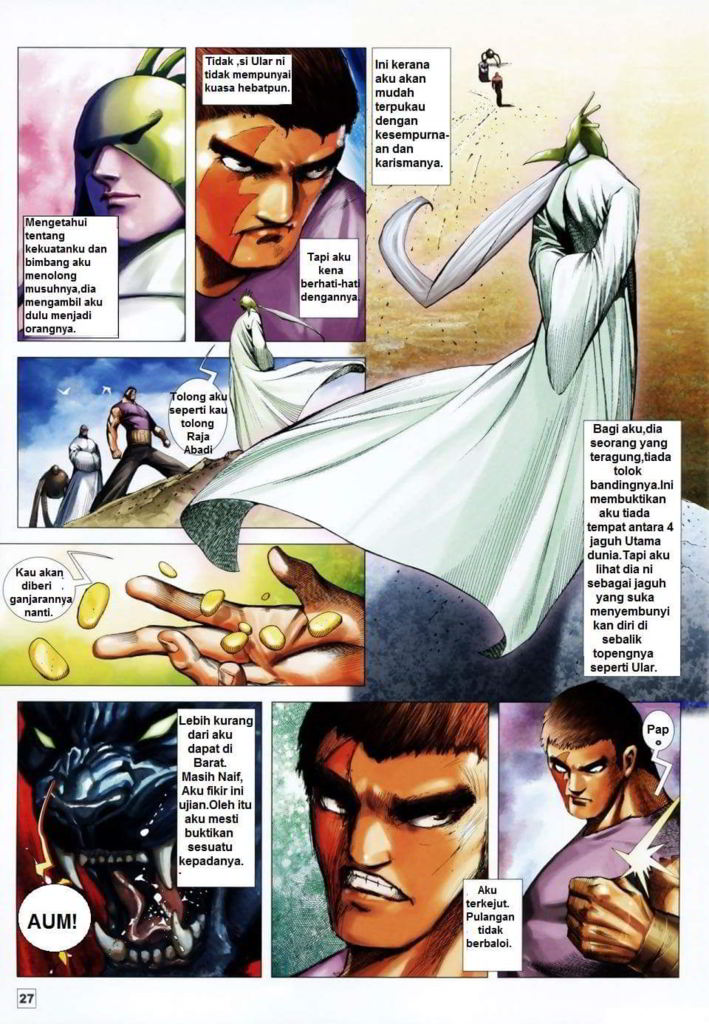 Mengetahui
tentang
kekuatanku dan
bimbang aku
menolong
musuhnya,dia
mengambil aku
dulu menjadi
orangnya.
Tidak ,si Ular ni
tidak mempunyai
kuasa hebatpun.
Tapi aku
kena
berhati-hati
dengannya.
Ini kerana
aku akan
mudah
terpukau
dengan
kesempurna-
an dan
karismanya.
Tolong aku
seperti kau
tolong
Raja
Abadi
Bagi aku,dia
seorang yang
teragung,tiada
tolok
bandingnya.Ini
membuktikan
aku tiada
tempat antara 4
jaguh Utama
dunia.Tapi aku
lihat dia ni
sebagai jaguh
yang suka
menyembunyi
kan diri di
sebalik
topengnya
seperti Ular.
Kau akan
diberi
ganjarannya
nanti.
Lebih kurang
dari aku
dapat di
Barat.
Masih Naif,
Aku fikir ini
ujian.Oleh itu
aku mesti
buktikan
sesuatu
kepadanya.
.
AUM!
Aku
terkejut.
Pulangan
tidak
berbaloi.
Pap
27